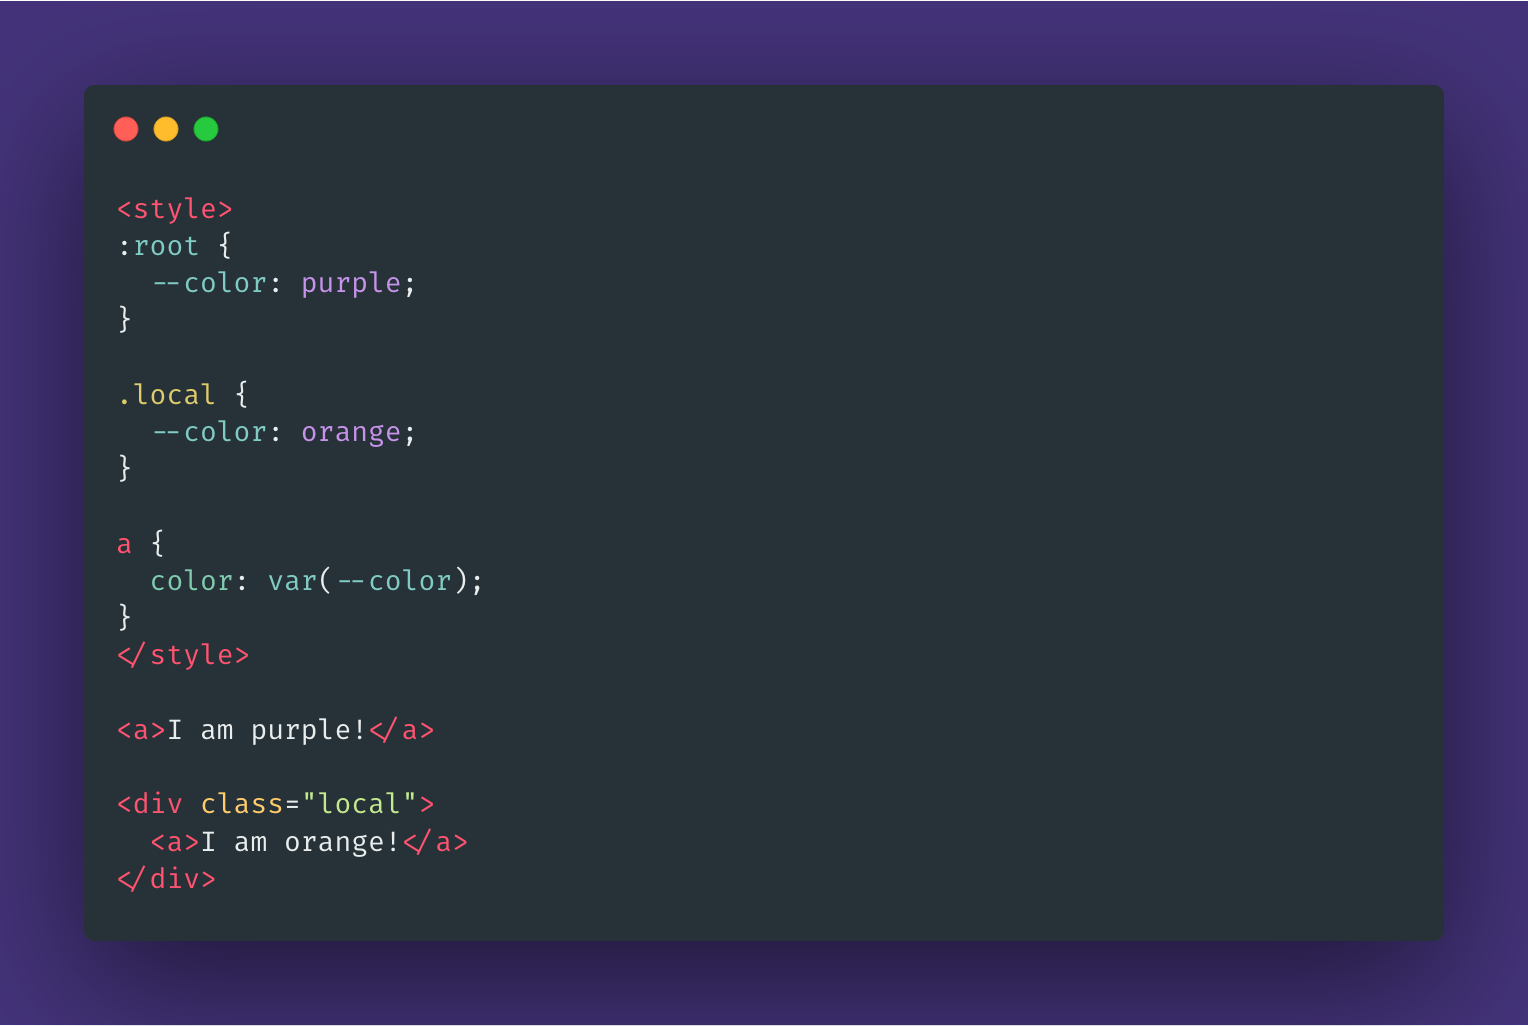 <style>
:root {
  --color: purple;
}

.local {
  --color: orange;
}

a {
  color: var(--color);
}
</style>

<a>I am purple!</a>

<div class="local">
  <a>I am orange!</a>
</div>